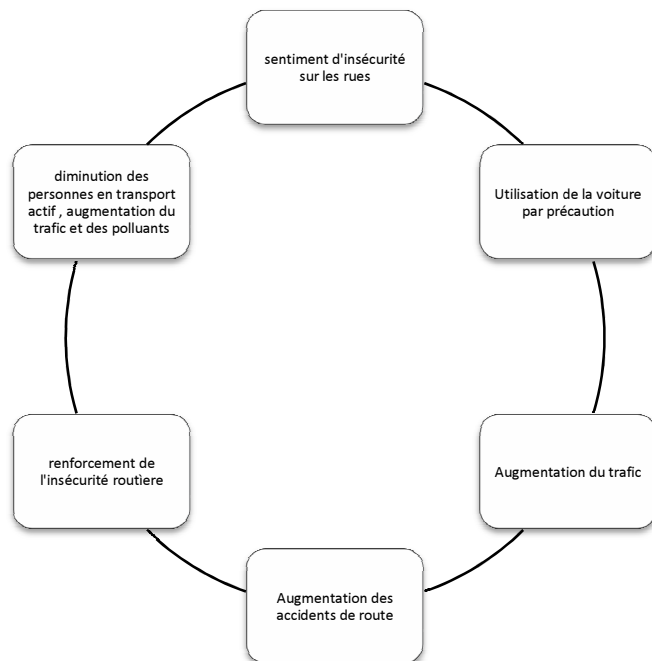 sentiment d'insécurité
sur les rues
Utilisation de la voiture
par précaution
Augmentation du trafic
Augmentation des
accidents de route
renforcement de
l'insécurité routìere
diminution des
personnes en transport
actif , augmentation du
trafic et des polluants